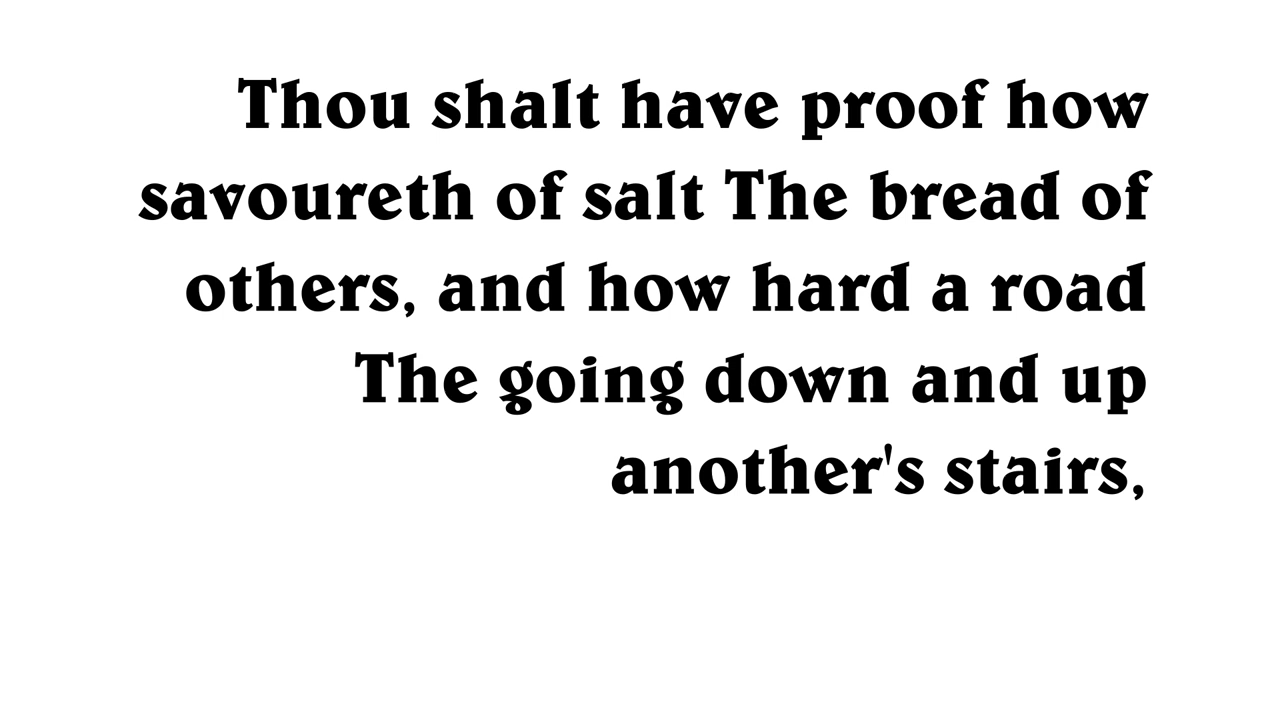 Thou shalt have proof how
savoureth of salt The bread of
others, and how hard a road
The going down and up
another's stairs,